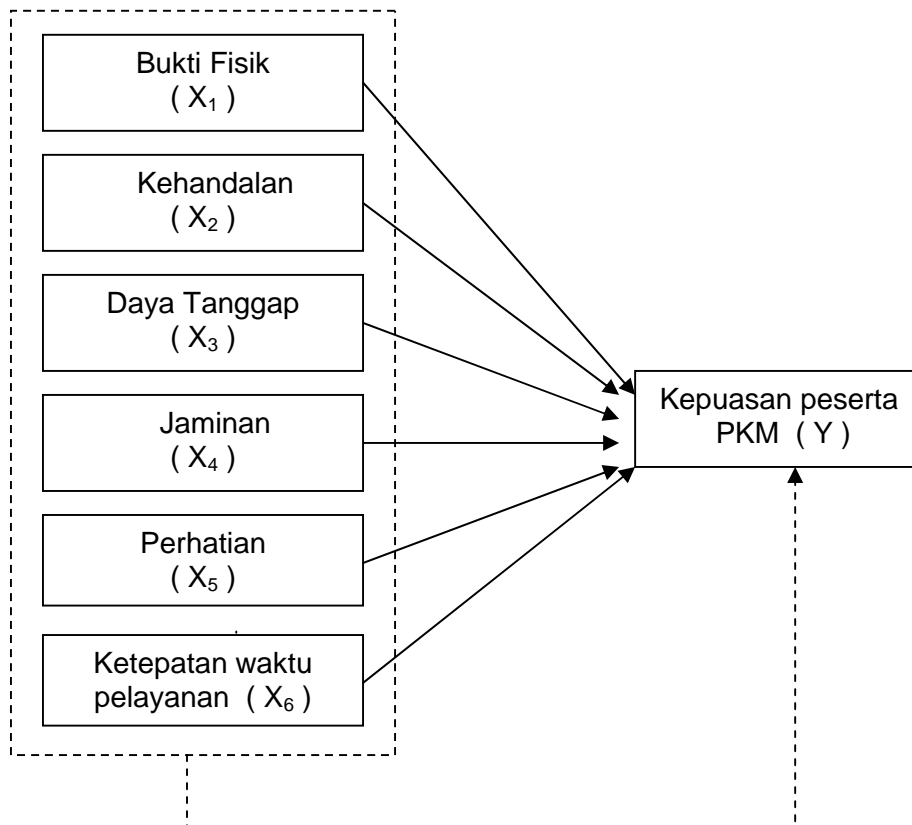 Bukti Fisik
( X₁ )
Kehandalan
( X₂ )
Daya Tanggap
( X₃ )
Jaminan
( X₄ )
Perhatian
( X₅ )
Ketepatan waktu
pelayanan ( X₆ )
Kepuasan peserta
PKM ( Y )